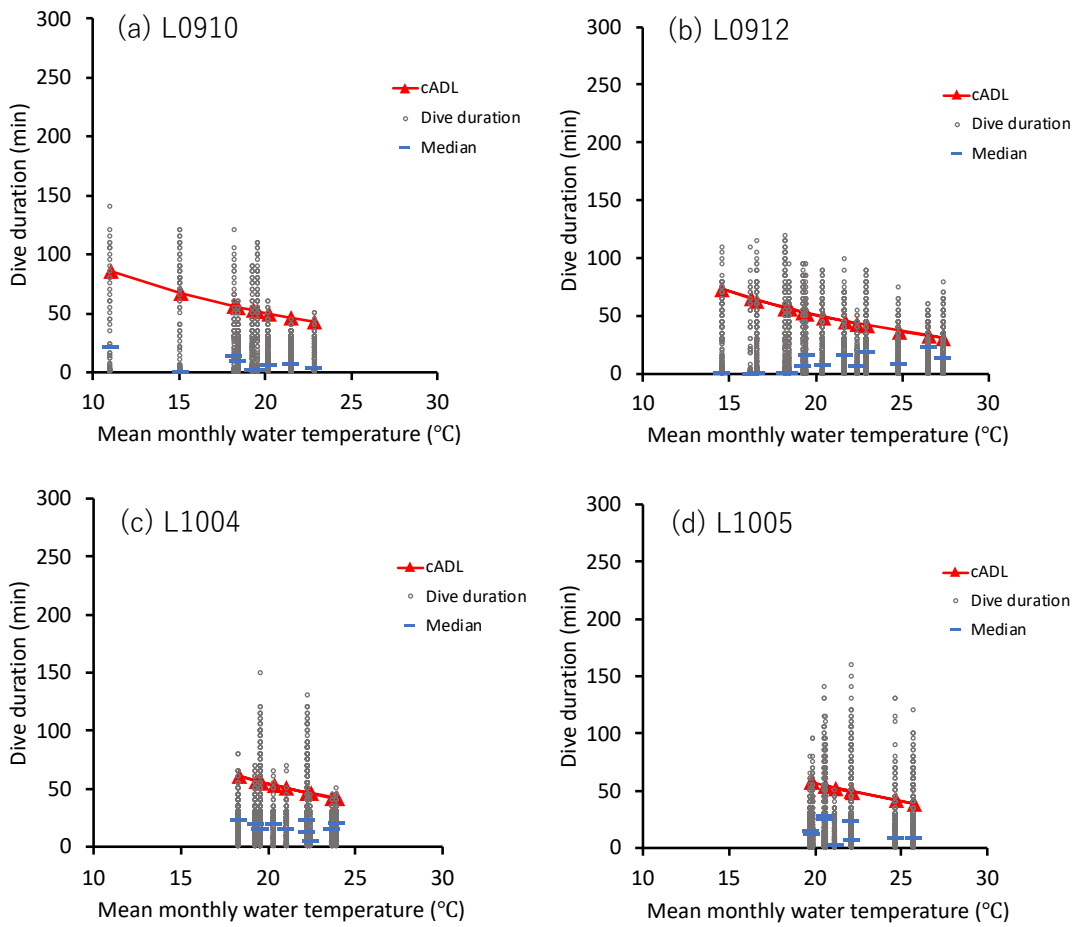 (a) L0910
300
250
200
150
100
50
0
Dive duration (min)
cADL
Dive duration
Median
10 15 20 25 30
Mean monthly water temperature (℃)
(b) L0912
300
250
200
150
100
50
0
Dive duration (min)
cADL
Dive duration
Median
10 15 20 25 30
Mean monthly water temperature (℃)
(c) L1004
300
250
200
150
100
50
0
Dive duration (min)
cADL
Dive duration
Median
10 15 20 25 30
Mean monthly water temperature (℃)
(d) L1005
300
250
200
150
100
50
0
Dive duration (min)
cADL
Dive duration
Median
10 15 20 25 30
Mean monthly water temperature (℃)